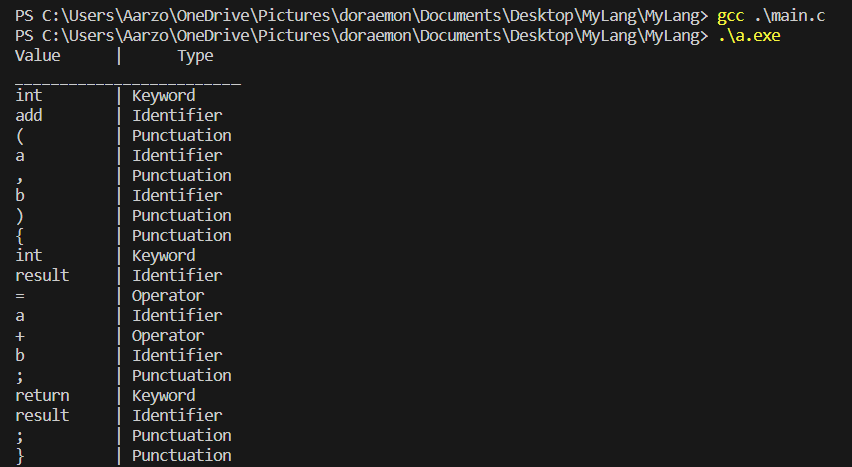 PS C:\Users\Aarzo\OneDrive\Pictures\doraemon\Documents\Desktop\MyLang\MyLang> gcc .\main.c
PS C:\Users\Aarzo\OneDrive\Pictures\doraemon\Documents\Desktop\MyLang\MyLang> .\a.exe
Value      |      Type
_________________________
int        | Keyword
add        | Identifier
(          | Punctuation
a          | Identifier
,          | Punctuation
b          | Identifier
)          | Punctuation
{          | Punctuation
int        | Keyword
result     | Identifier
=          | Operator
a          | Identifier
+          | Operator
b          | Identifier
;          | Punctuation
return     | Keyword
result     | Identifier
;          | Punctuation
}          | Punctuation